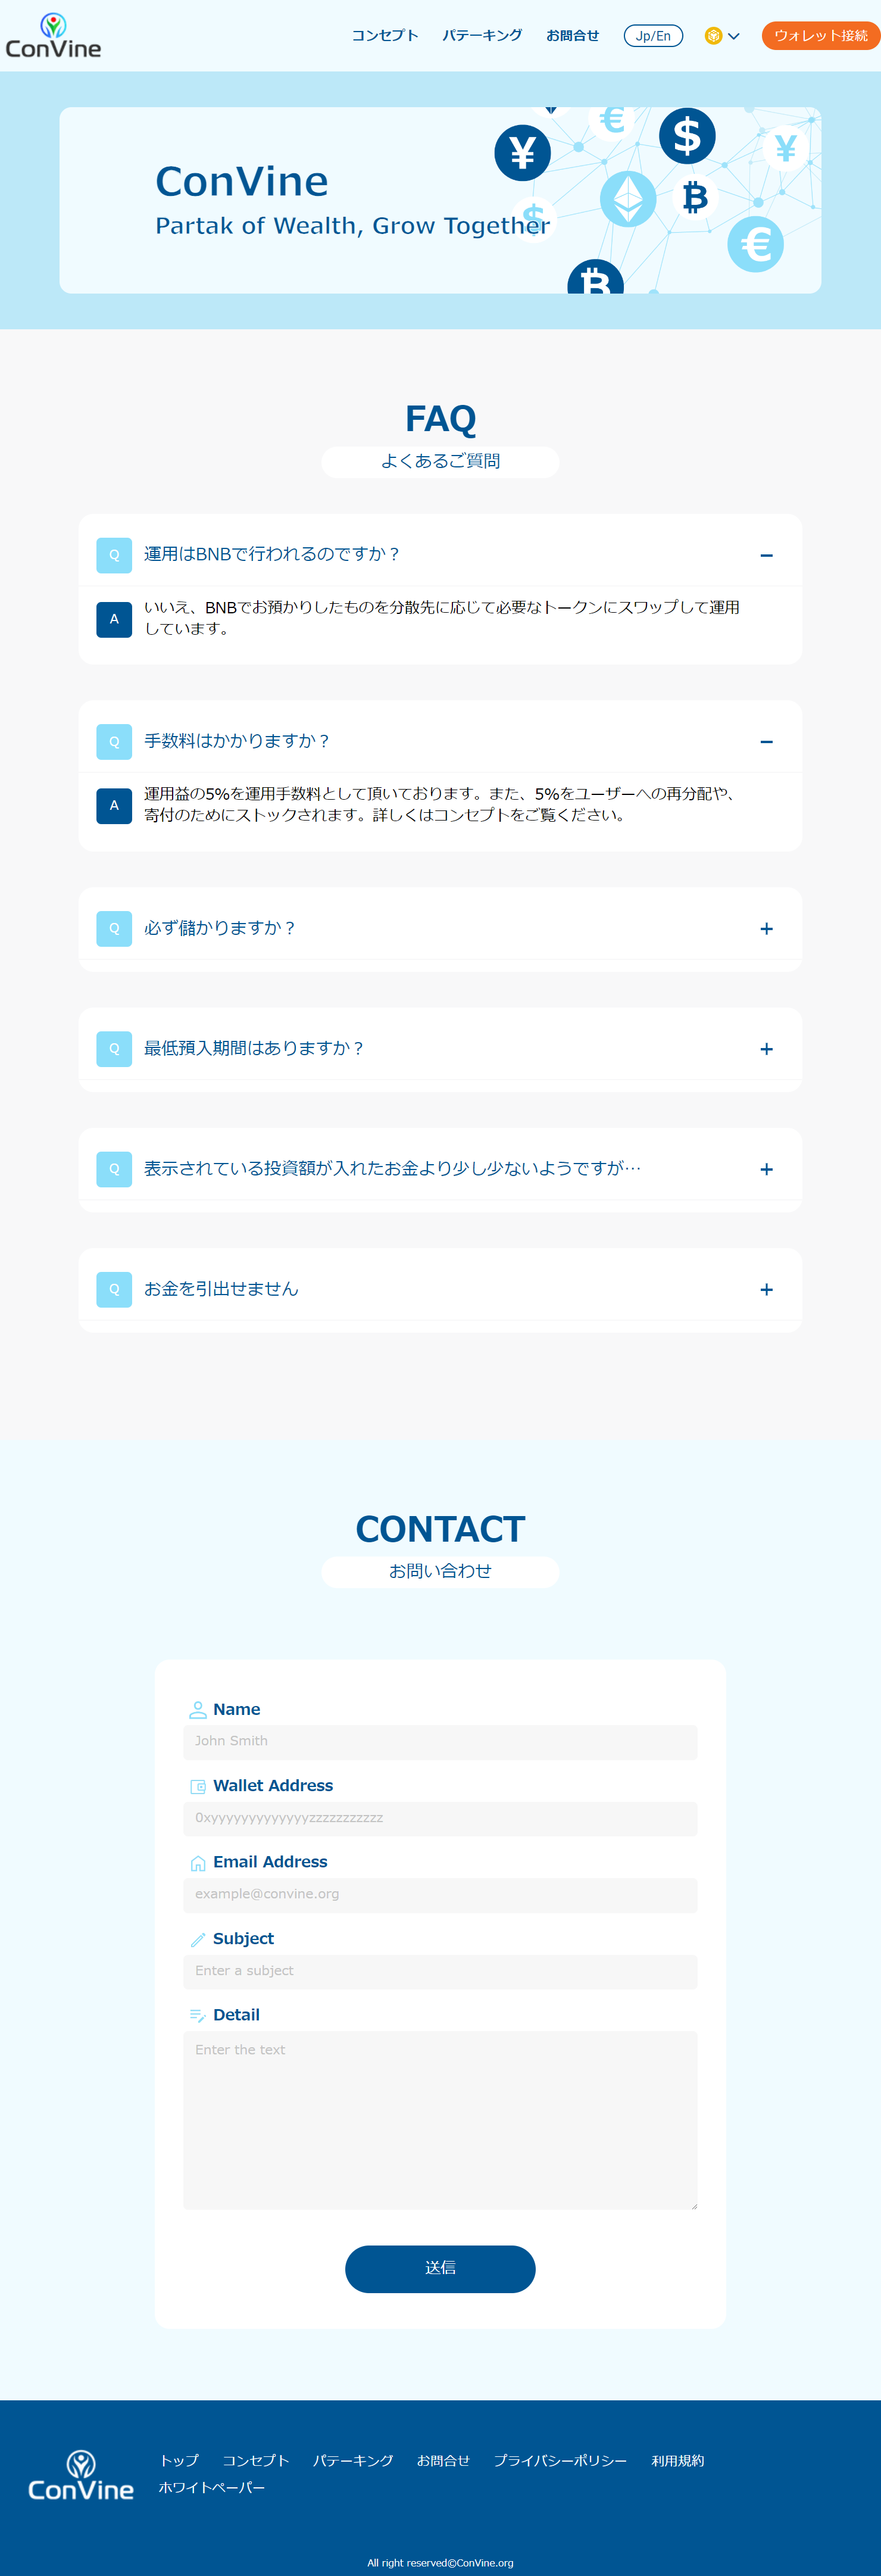 ConVine
コンセプト パテーキング お問合せ Jp/En ウォレット接続
ConVine
Partak of Wealth, Grow Together
FAQ
よくあるご質問
Q 運用はBNBで行われるのですか？
A いいえ、BNBでお預かりしたものを分散先に応じて必要なトークンにスワップして運用
しています。
Q 手数料はかかりますか？
A 運用益の5%を運用手数料として頂いております。また、5%をユーザーへの再分配や、
寄付のためにストックされます。詳しくはコンセプトをご覧ください。
Q 必ず儲かりますか？
Q 最低預入期間はありますか？
Q 表示されている投資額が入れたお金より少し少ないようですが…
Q お金を引出せません
CONTACT
お問い合わせ
Name
John Smith
Wallet Address
0xyyyyyyyyyyyyyzzzzzzzzzzz
Email Address
example@convine.org
Subject
Enter a subject
Detail
Enter the text
送信
ConVine
トップ コンセプト パテーキング お問合せ プライバシーポリシー 利用規約
ホワイトペーパー
All right reserved©ConVine.org